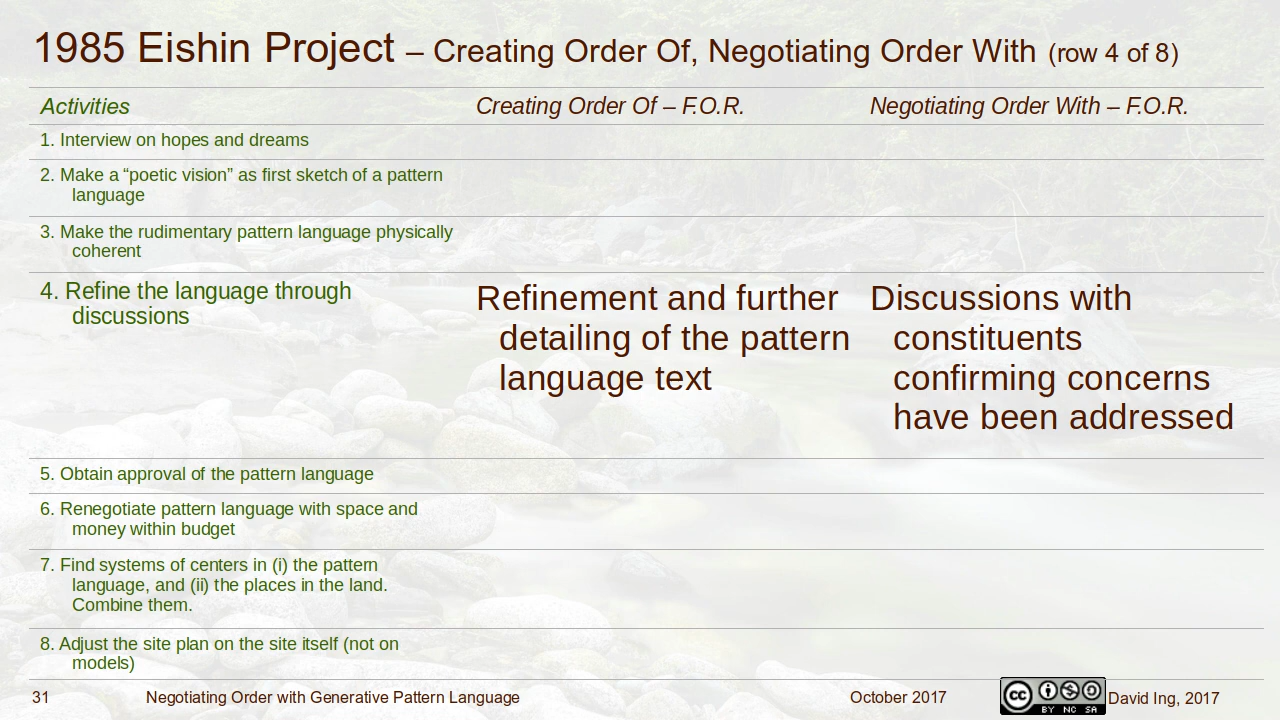 1985 Eishin Project – Creating Order Of, Negotiating Order With (row 4 of 8)
Activities Creating Order Of – F.O.R. Negotiating Order With – F.O.R.
1. Interview on hopes and dreams
2. Make a “poetic vision” as first sketch of a pattern
language
3. Make the rudimentary pattern language physically
coherent
4. Refine the language through
discussions
Refinement and further
detailing of the pattern
language text
Discussions with
constituents
confirming concerns
have been addressed
5. Obtain approval of the pattern language
6. Renegotiate pattern language with space and
money within budget
7. Find systems of centers in (i) the pattern
language, and (ii) the places in the land.
Combine them.
8. Adjust the site plan on the site itself (not on
models)
31 Negotiating Order with Generative Pattern Language October 2017 cc BY NC SA David Ing, 2017